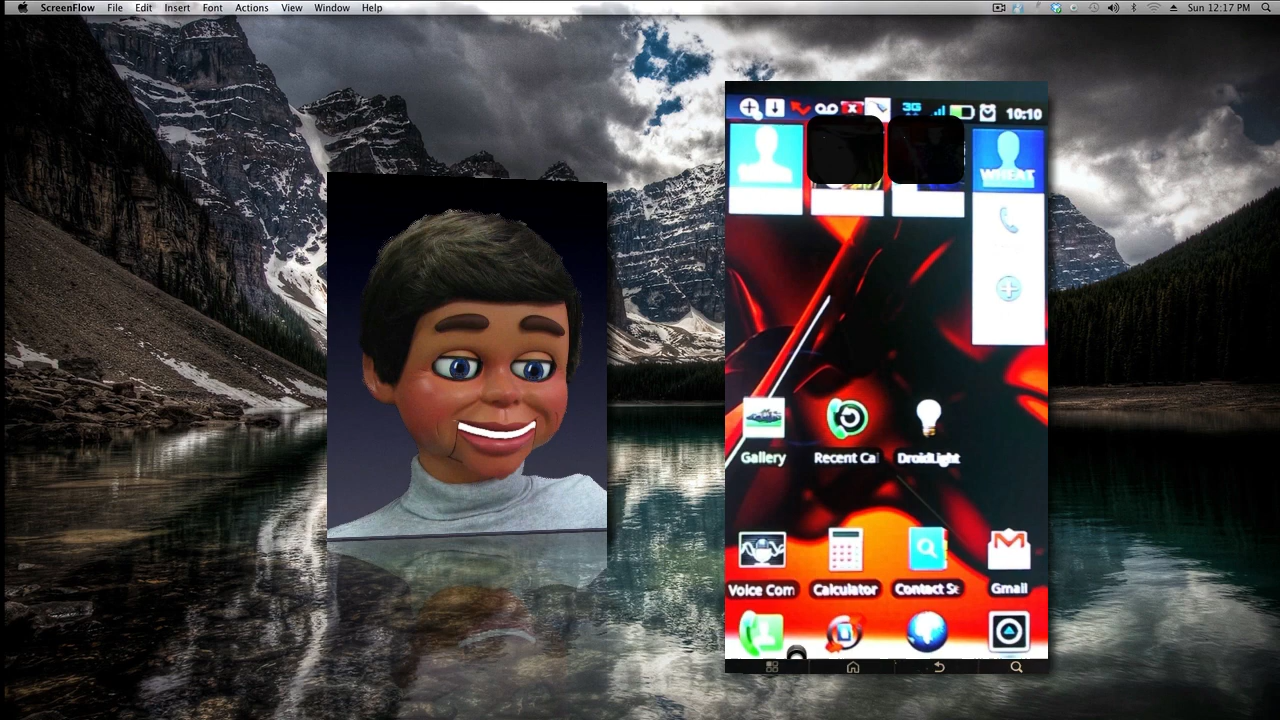 ScreenFlow File Edit Insert Font Actions View Window Help Sun 12:17 PM
3G 10:10
WHEAT
Gallery Recent Cal DroidLight
Voice Com Calculator Contact Se Gmail